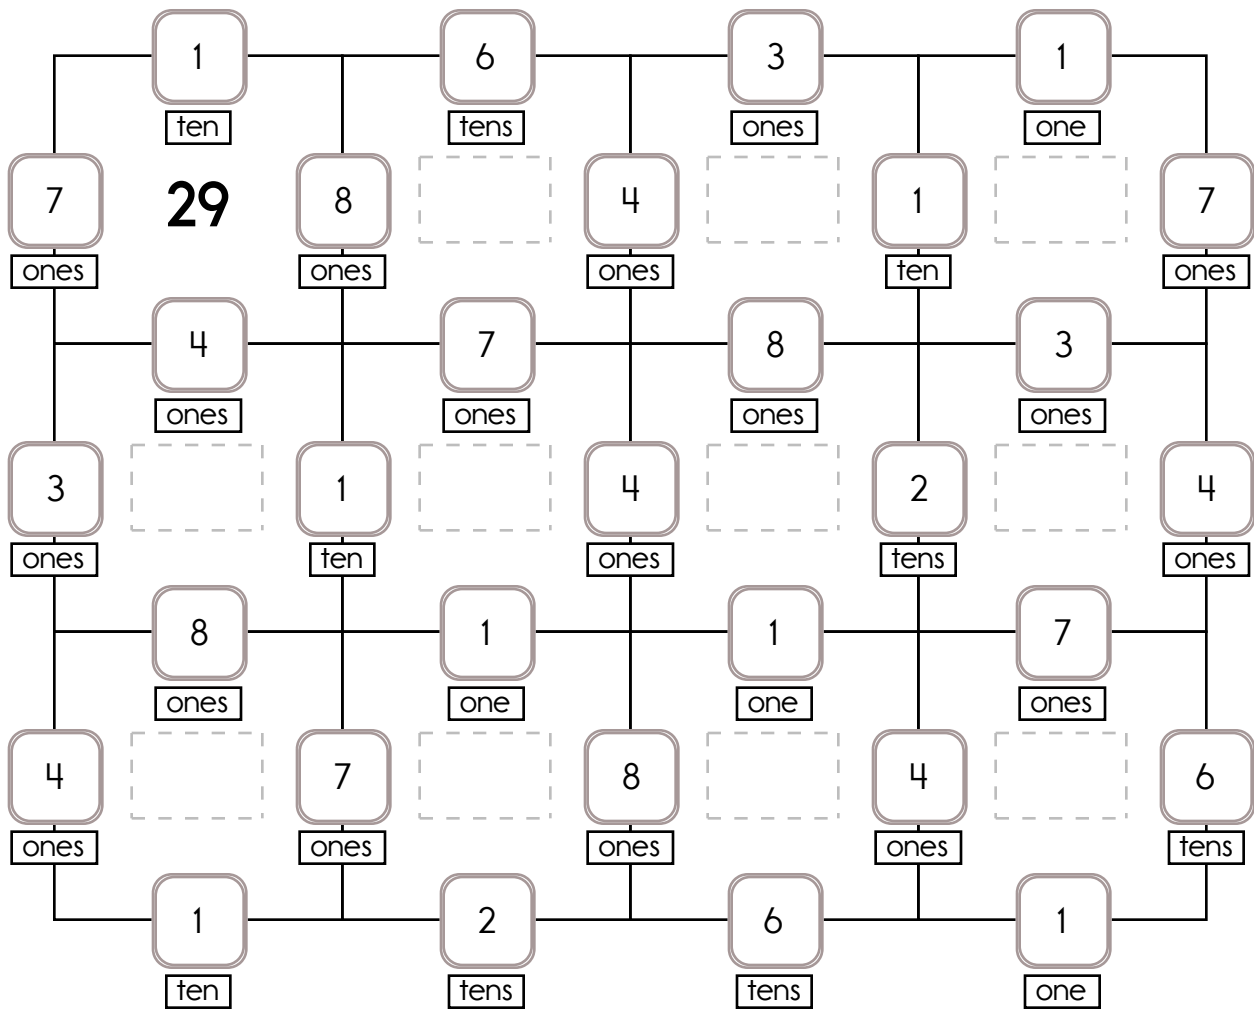 1 6 3 1
ten tens ones one
7 29 8 4 1 7
ones ones ones ten ones
4 7 8 3
ones ones ones ones
3 1 4 2 4
ones ten ones tens ones
8 1 1 7
ones one one ones
4 7 8 4 6
ones ones ones ones tens
1 2 6 1
ten tens tens one